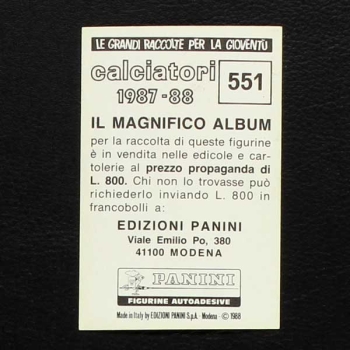 LE GRANDI RACCOLTE PER LA GIOVENTÙ
calciatori 551
1987-88
IL MAGNIFICO ALBUM
per la raccolta di queste figurine
è in vendita nelle edicole e car-
tolerie al prezzo propaganda di
L. 800. Chi non lo trovasse può
richiederlo inviando L. 800 in
francobolli a:
EDIZIONI PANINI
Viale Emilio Po, 380
41100 MODENA
PANINI
FIGURINE AUTOADESIVE
Made in Italy by EDIZIONI PANINI S.p.A. - Modena - © 1988